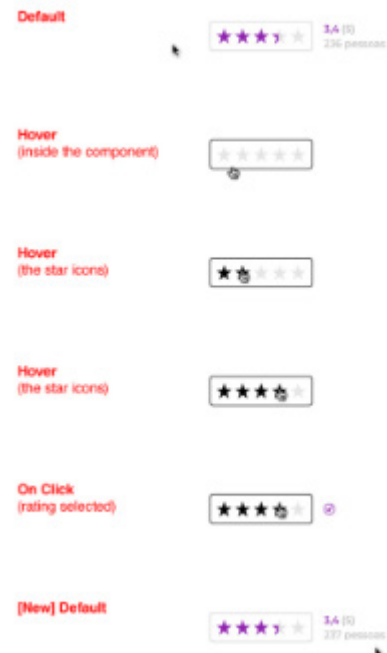 Default
3,4 (5)
236 pessoas
Hover
(inside the component)
Hover
(the star icons)
Hover
(the star icons)
On Click
(rating selected)
[New] Default
3,4 (5)
237 pessoas